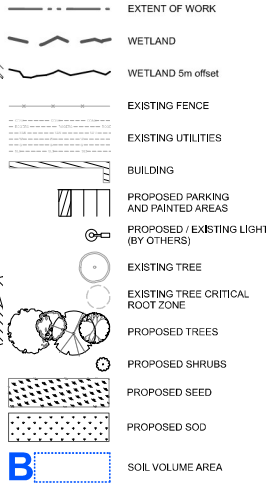 EXTENT OF WORK
WETLAND
WETLAND 5m offset
EXISTING FENCE
EXISTING UTILITIES
BUILDING
PROPOSED PARKING
AND PAINTED AREAS
PROPOSED / EXISTING LIGHT
(BY OTHERS)
EXISTING TREE
EXISTING TREE CRITICAL
ROOT ZONE
PROPOSED TREES
PROPOSED SHRUBS
PROPOSED SEED
PROPOSED SOD
B
SOIL VOLUME AREA